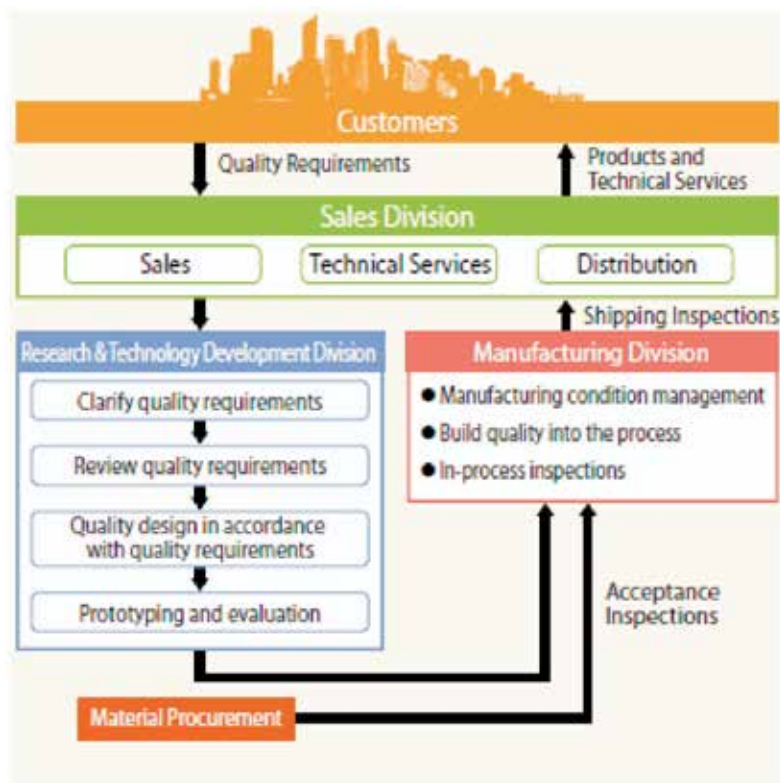 Customers
Quality Requirements
Products and
Technical Services
Sales Division
Sales
Technical Services
Distribution
Shipping Inspections
Research & Technology Development Division
Clarify quality requirements
Review quality requirements
Quality design in accordance
with quality requirements
Prototyping and evaluation
Manufacturing Division
● Manufacturing condition management
● Build quality into the process
● In-process inspections
Acceptance
Inspections
Material Procurement